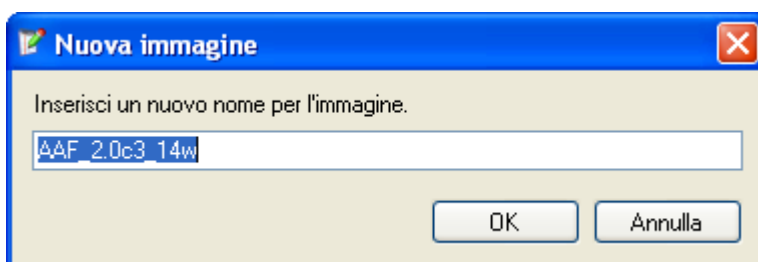 Nuova immagine
Inserisci un nuovo nome per l'immagine.
AAF_2.0c3_14w
OK Annulla